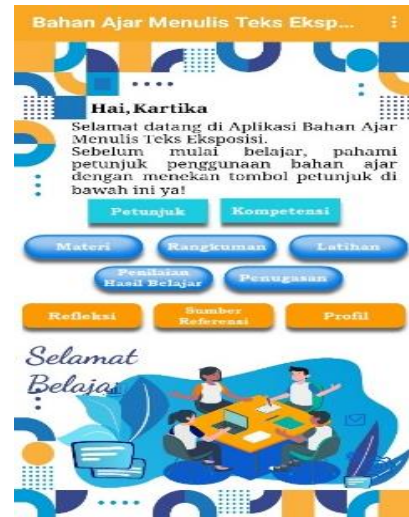 Bahan Ajar Menulis Teks Eksp...
Hai, Kartika
Selamat datang di Aplikasi Bahan Ajar
Menulis Teks Eksposisi.
Sebelum mulai belajar, pahami
petunjuk penggunaan bahan ajar
dengan menekan tombol petunjuk di
bawah ini ya!
Petunjuk Kompetensi
Materi Rangkuman Latihan
Penilaian
Hasil Belajar Penugasan
Refleksi Sumber
Referensi Profil
Selamat
Belajar